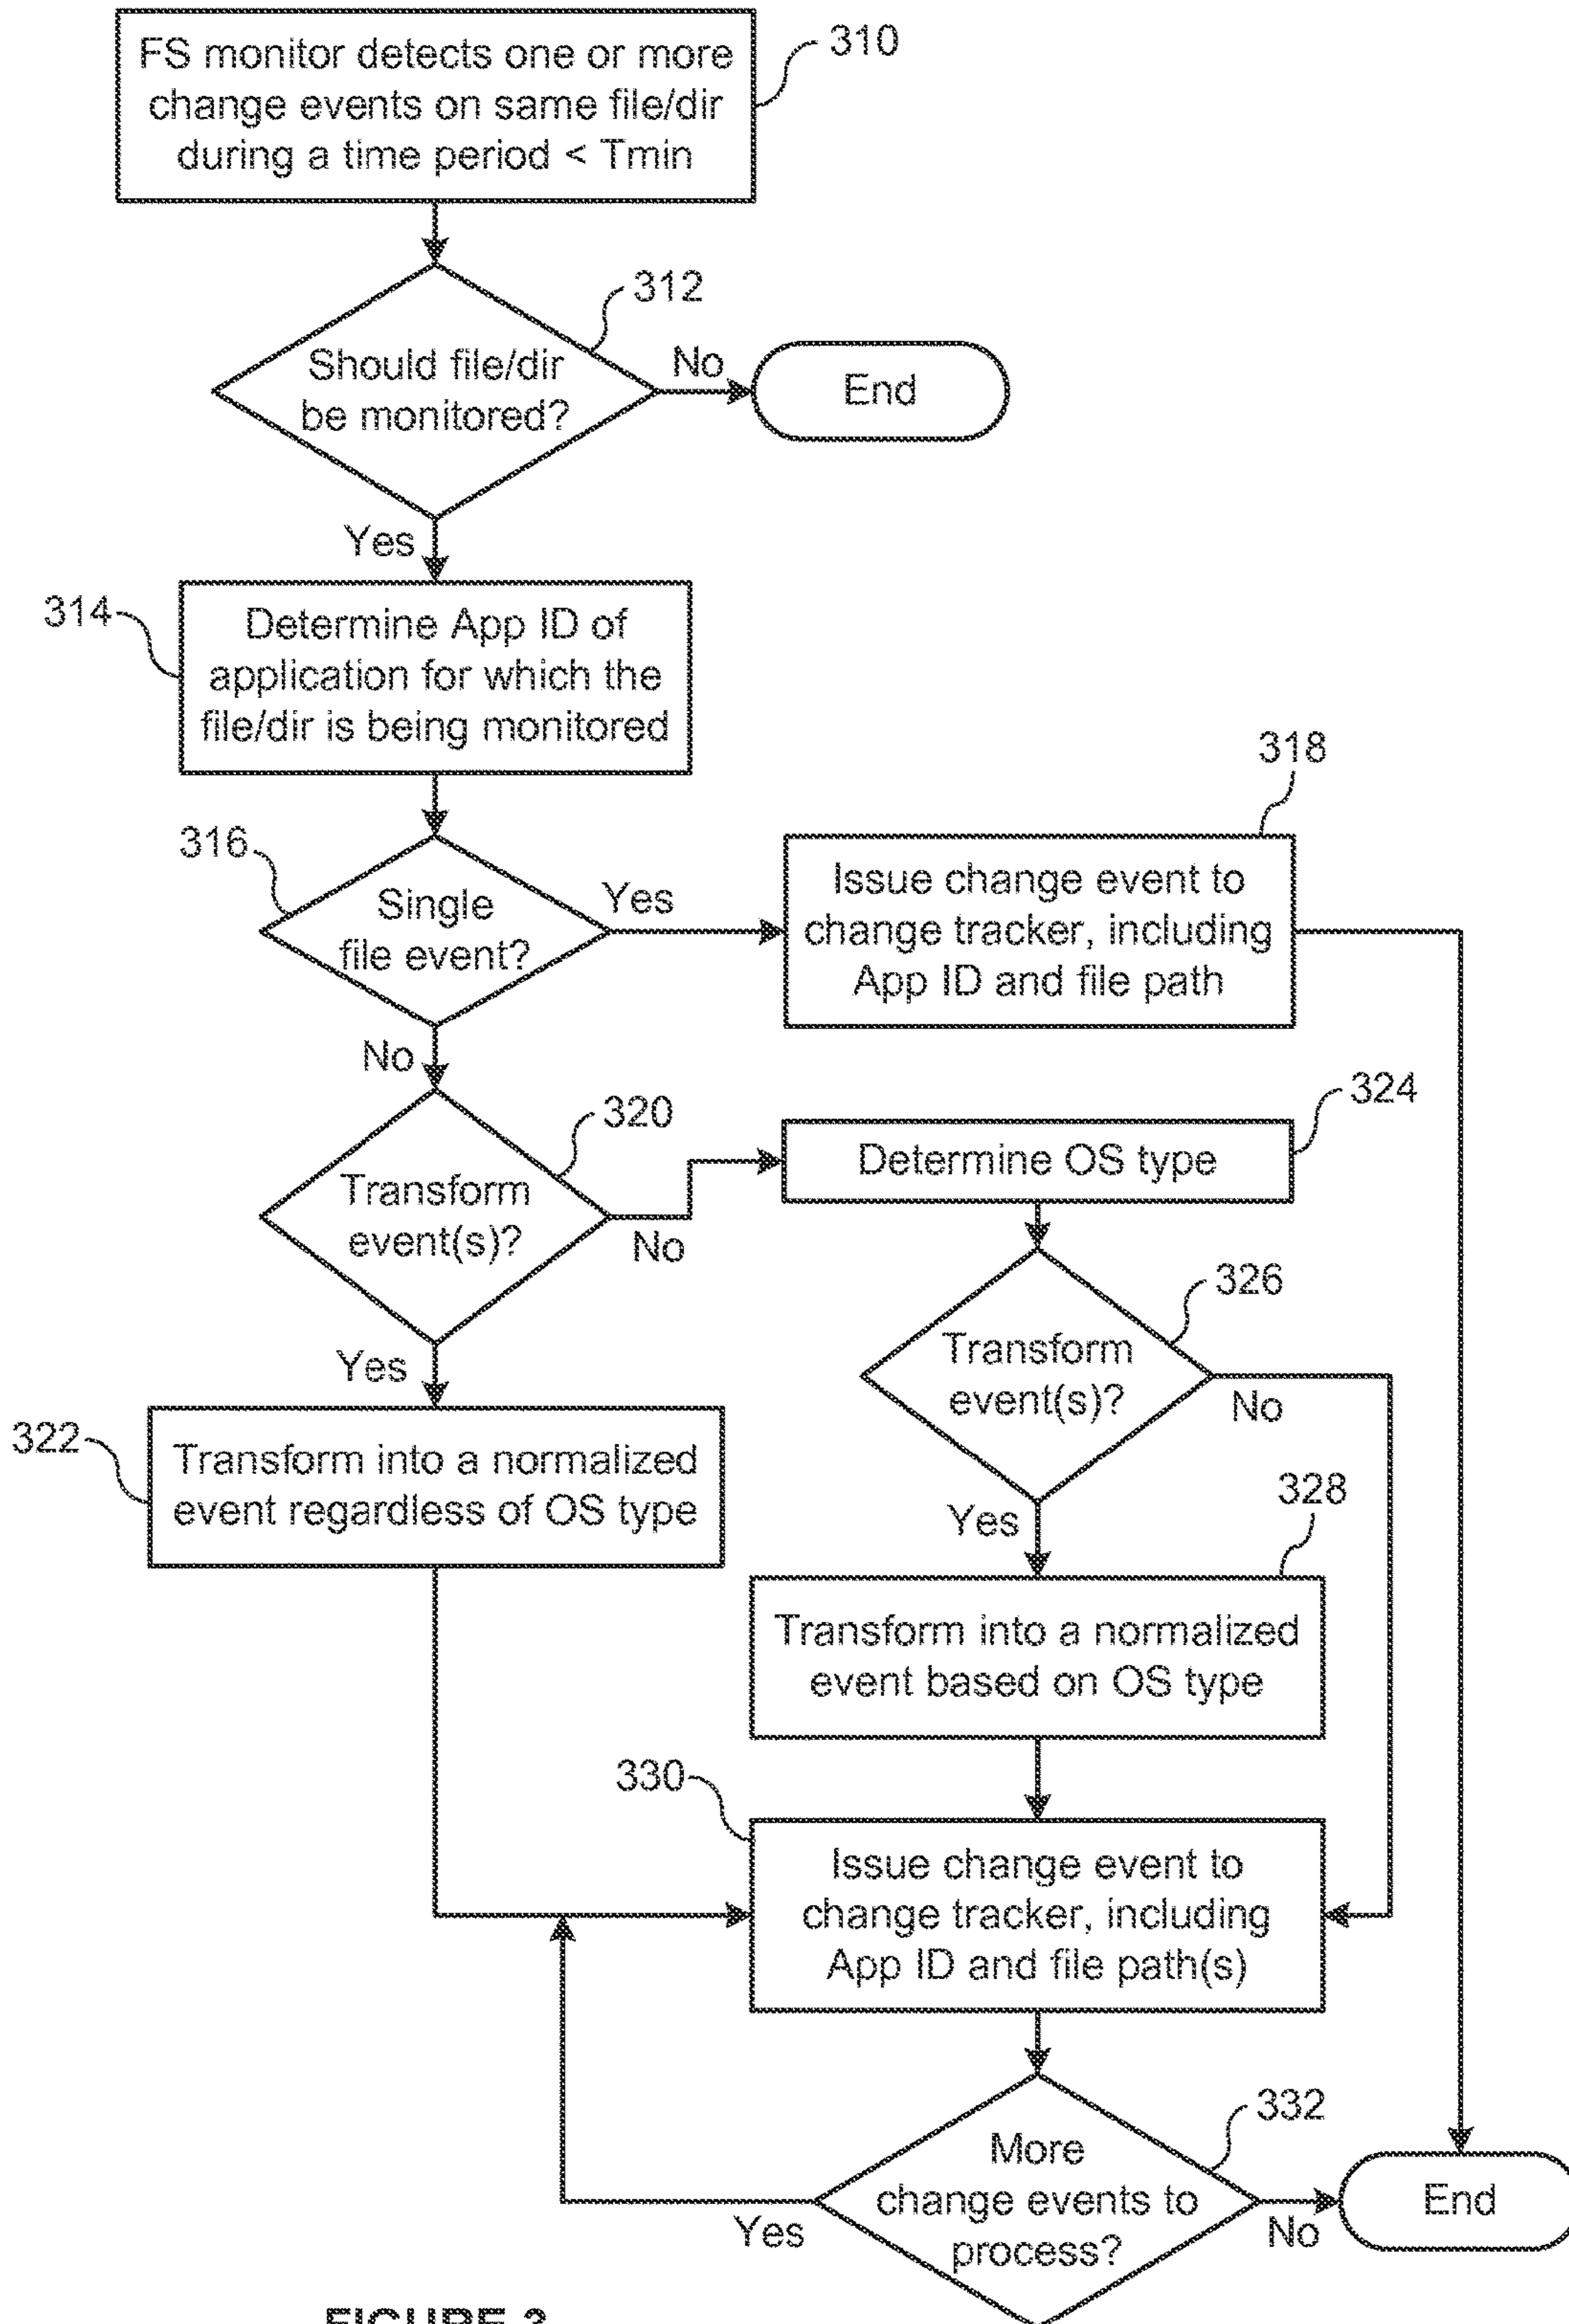 FS monitor detects one or more
change events on same file/dir
during a time period < Tmin
310
312
Should file/dir
be monitored?
No
End
Yes
314
Determine App ID of
application for which the
file/dir is being monitored
318
316
Single
file event?
Yes
Issue change event to
change tracker, including
App ID and file path
No
320
324
Determine OS type
Transform
event(s)?
No
326
Transform
event(s)?
No
Yes
322
Transform into a normalized
event regardless of OS type
Yes
328
Transform into a normalized
event based on OS type
330
Issue change event to
change tracker, including
App ID and file path(s)
332
More
change events to
process?
Yes
No
End
FIGURE 3